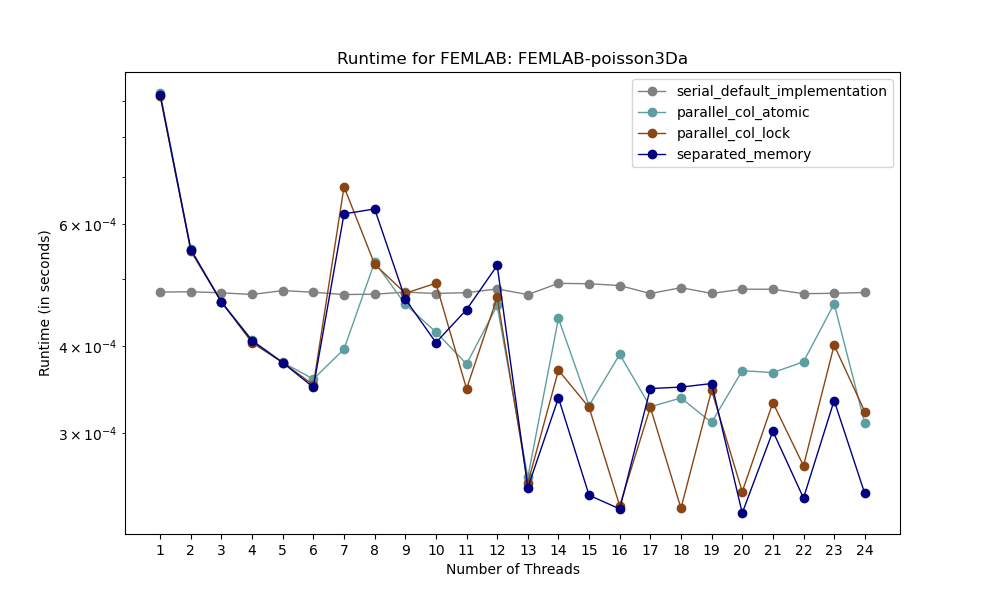 Runtime for FEMLAB: FEMLAB-poisson3Da
serial_default_implementation
parallel_col_atomic
parallel_col_lock
separated_memory
Runtime (in seconds)
6 × 10⁻⁴
4 × 10⁻⁴
3 × 10⁻⁴
1 2 3 4 5 6 7 8 9 10 11 12 13 14 15 16 17 18 19 20 21 22 23 24
Number of Threads